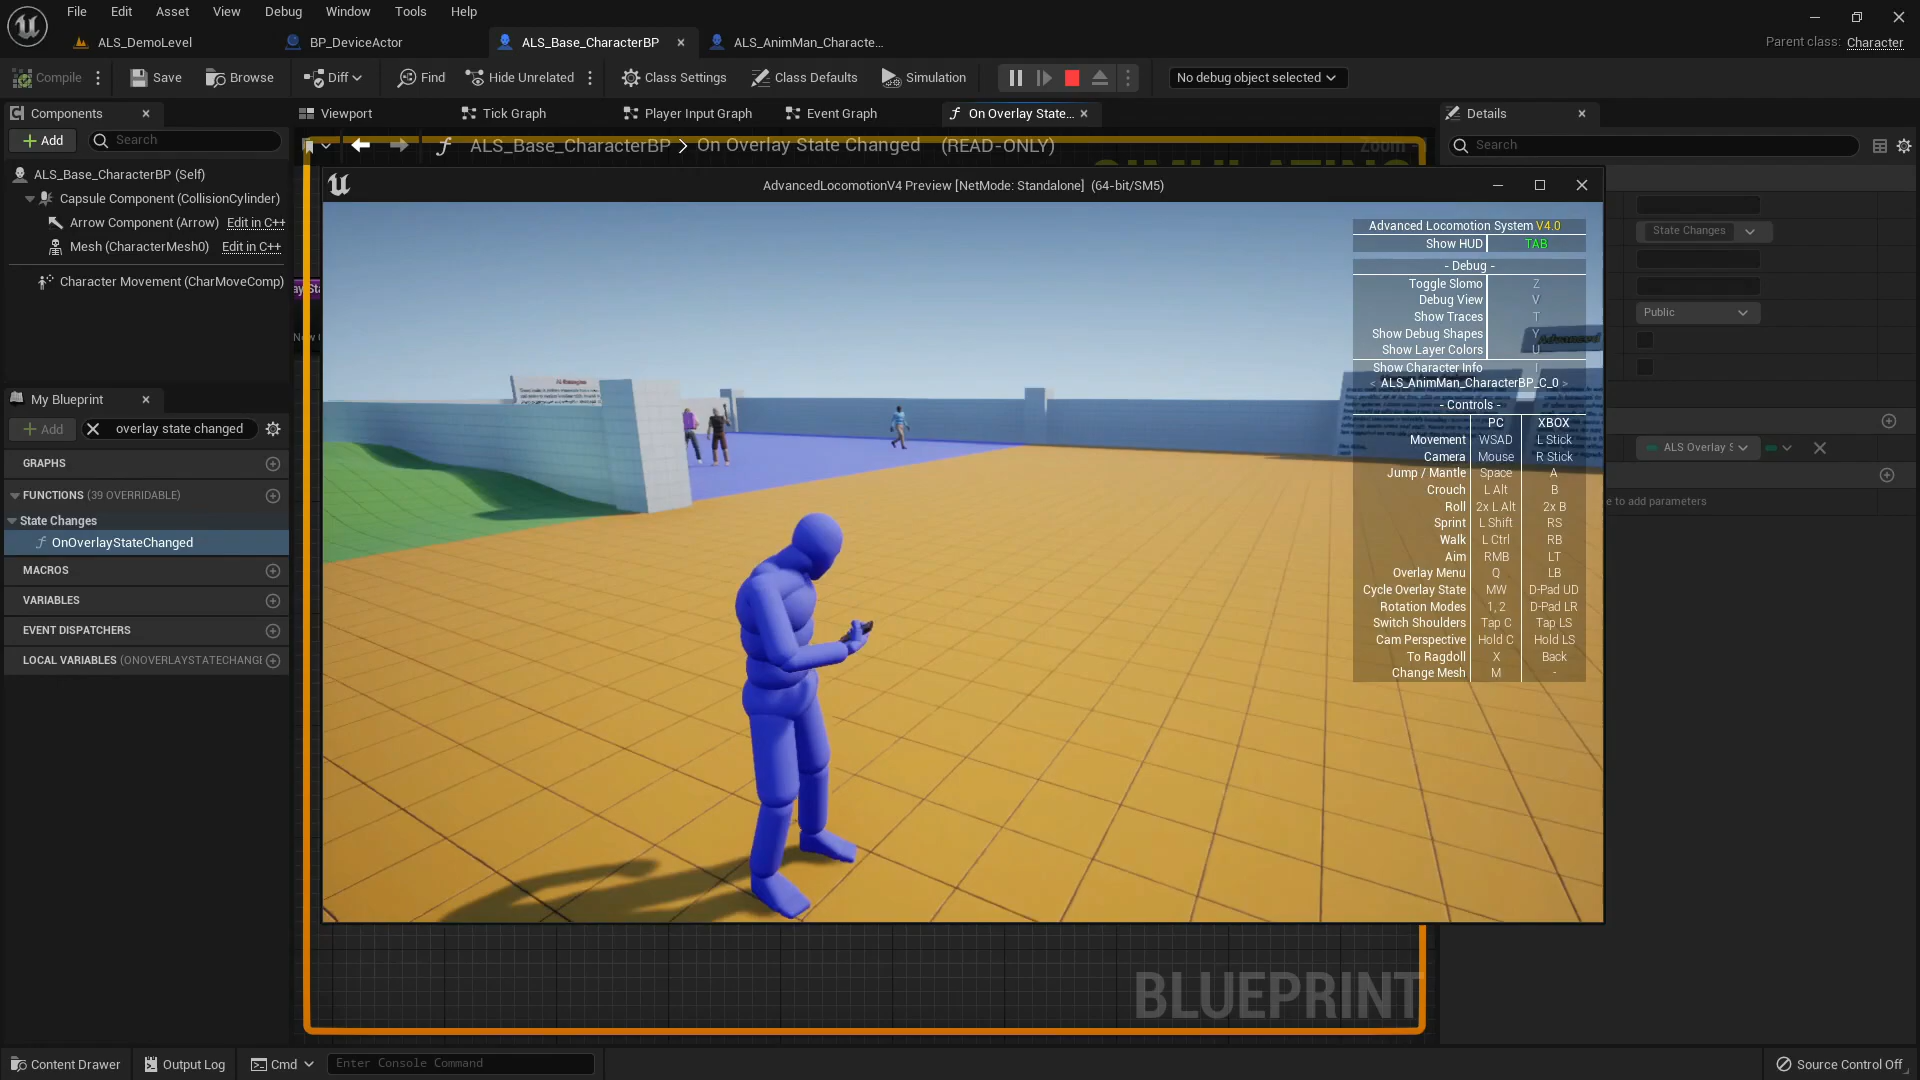 File Edit Asset View Debug Window Tools Help
ALS_DemoLevel
BP_DeviceActor
ALS_Base_CharacterBP
ALS_AnimMan_Characte...
Parent class: Character
Compile
Save
Browse
Diff
Find
Hide Unrelated
Class Settings
Class Defaults
Simulation
No debug object selected
Components
Add
Search
ALS_Base_CharacterBP (Self)
Capsule Component (CollisionCylinder)
Arrow Component (Arrow) Edit in C++
Mesh (CharacterMesh0) Edit in C++
Character Movement (CharMoveComp)
My Blueprint
Add
overlay state changed
GRAPHS
FUNCTIONS (39 OVERRIDABLE)
State Changes
OnOverlayStateChanged
MACROS
VARIABLES
EVENT DISPATCHERS
LOCAL VARIABLES (ONOVERLAYSTATECHANGE
Viewport
Tick Graph
Player Input Graph
Event Graph
On Overlay State...
ALS_Base_CharacterBP > On Overlay State Changed (READ-ONLY)
Zoom
SIMULATING
AdvancedLocomotionV4 Preview [NetMode: Standalone] (64-bit/SM5)
Advanced Locomotion System V4.0
Show HUD TAB
- Debug -
Toggle Slomo Z
Debug View V
Show Traces T
Show Debug Shapes Y
Show Layer Colors U
Show Character Info I
< ALS_AnimMan_CharacterBP_C_0 >
- Controls -
PC XBOX
Movement WSAD L Stick
Camera Mouse R Stick
Jump / Mantle Space A
Crouch L Alt B
Roll 2x L Alt 2x B
Sprint L Shift RS
Walk L Ctrl RB
Aim RMB LT
Overlay Menu Q LB
Cycle Overlay State MW D-Pad UD
Rotation Modes 1, 2 D-Pad LR
Switch Shoulders Tap C Tap LS
Cam Perspective Hold C Hold LS
To Ragdoll X Back
Change Mesh M -
BLUEPRINT
Details
Search
State Changes
Public
ALS Overlay S
e to add parameters
Content Drawer
Output Log
Cmd
Enter Console Command
Source Control Off